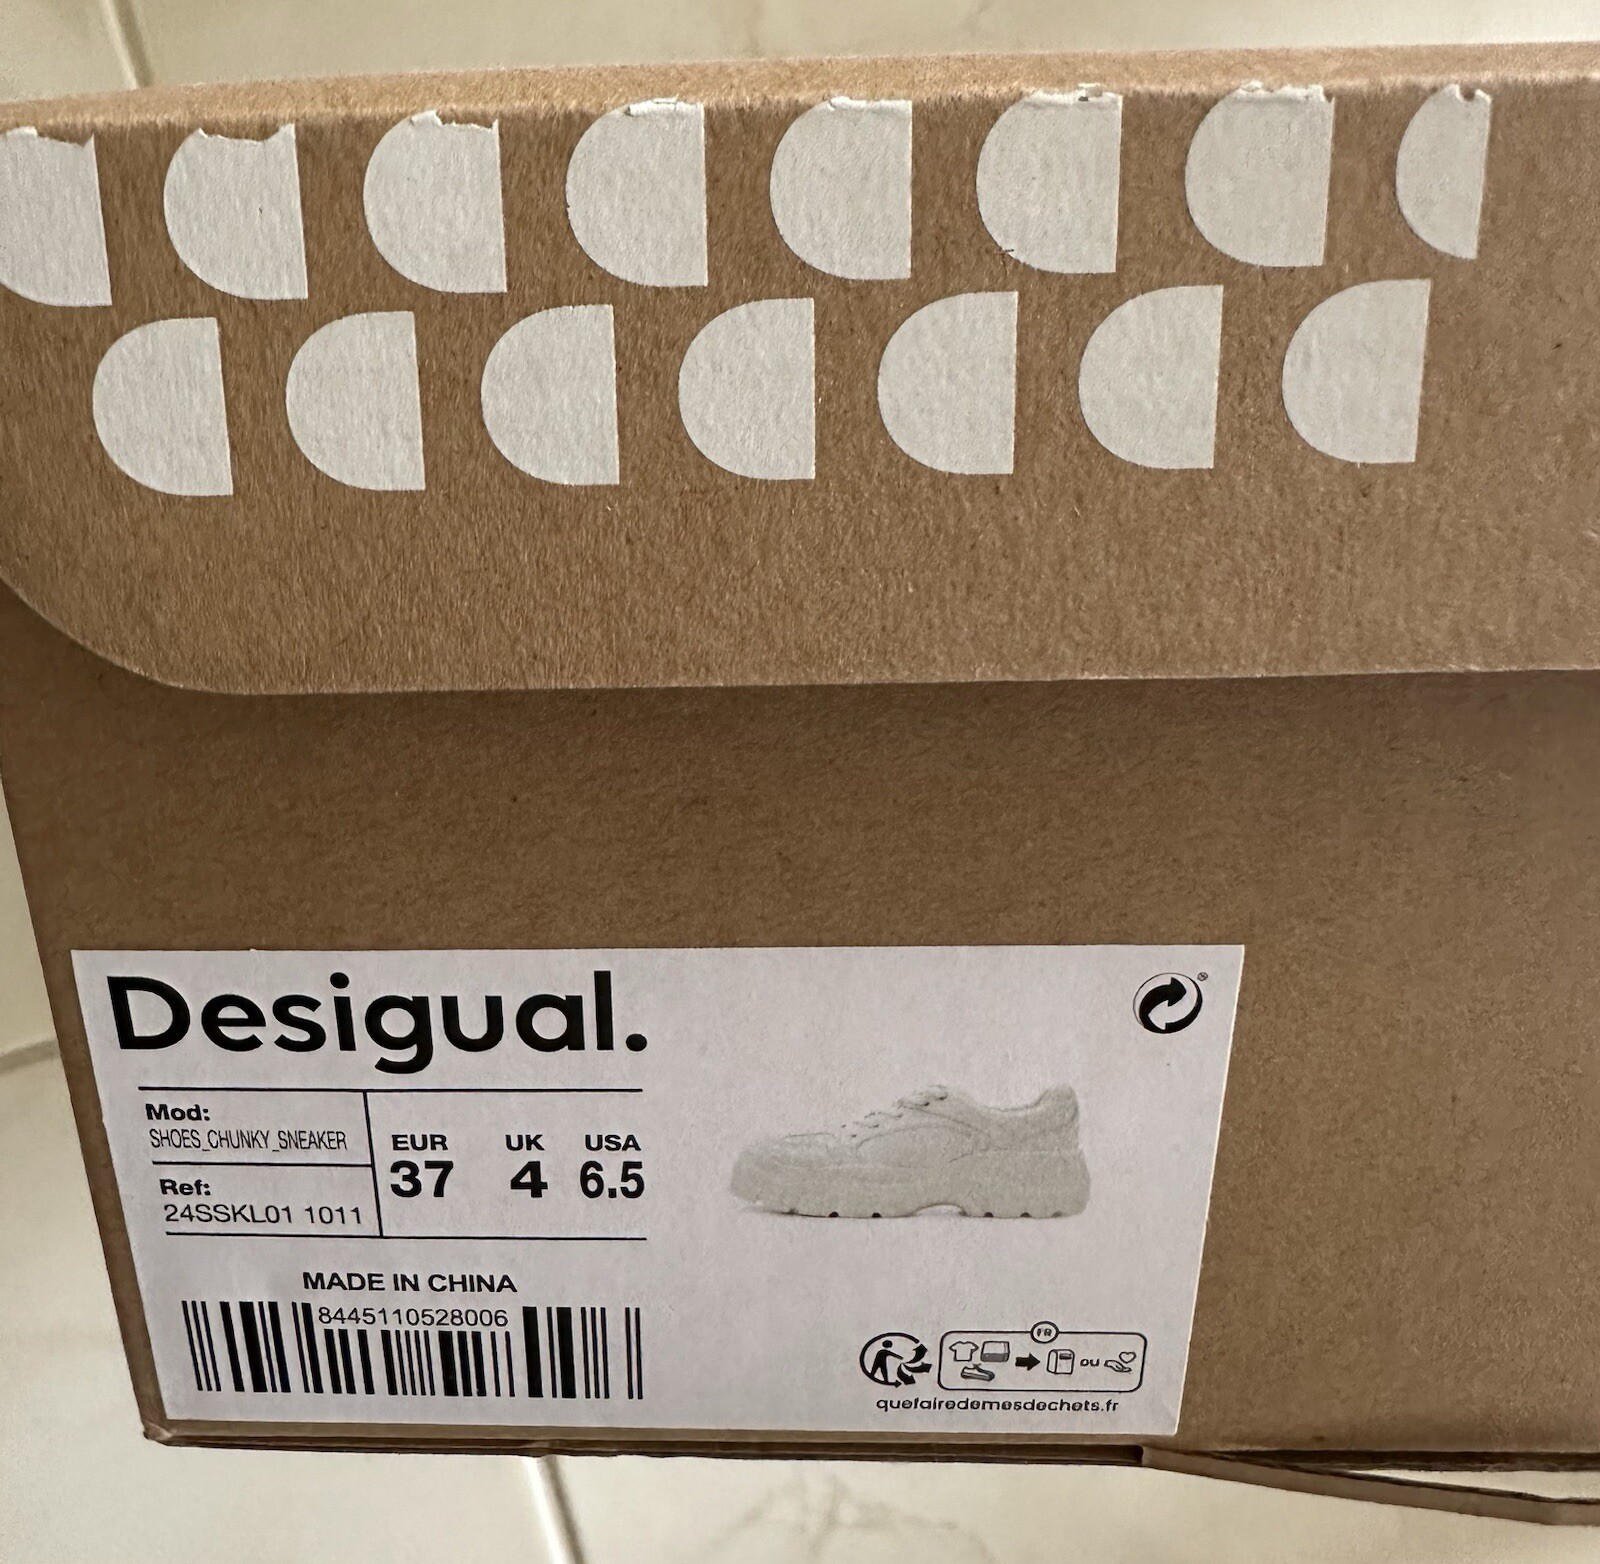 Desigual.
Mod:
SHOES_CHUNKY_SNEAKER
EUR UK USA
37 4 6.5
Ref:
24SSKL01 1011
MADE IN CHINA
8445110528006
®
FR
ou
quefairedemesdechets.fr